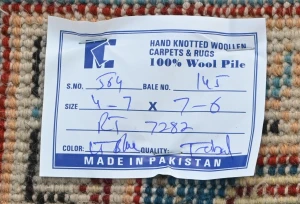 HAND KNOTTED WOOLLEN
CARPETS & RUGS
100% Wool Pile
S.NO. 564 BALE NO. 145
SIZE 4-7 X 7-6
RT 7282
COLOR: LT Blue QUALITY:
MADE IN PAKISTAN